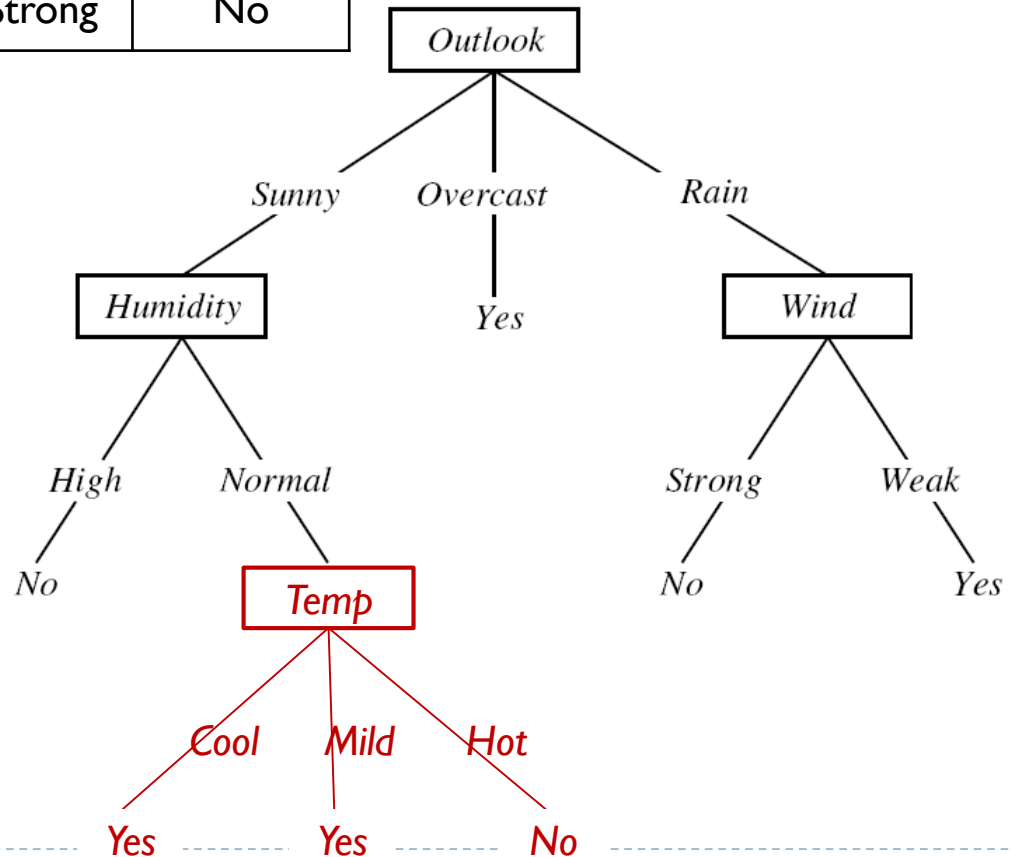 Strong No
Outlook
Sunny Overcast Rain
Humidity Yes Wind
High Normal Strong Weak
No Temp No Yes
Cool Mild Hot
Yes Yes No